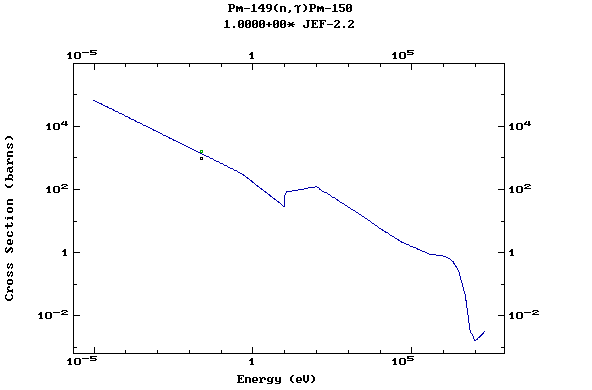 Pm-149(n,γ)Pm-150
1.0000+00* JEF-2.2
10⁻⁵ 1 10⁵
10⁴ 10⁴
10² 10²
1 1
10⁻² 10⁻²
10⁻⁵ 1 10⁵
Cross Section (barns)
Energy (eV)